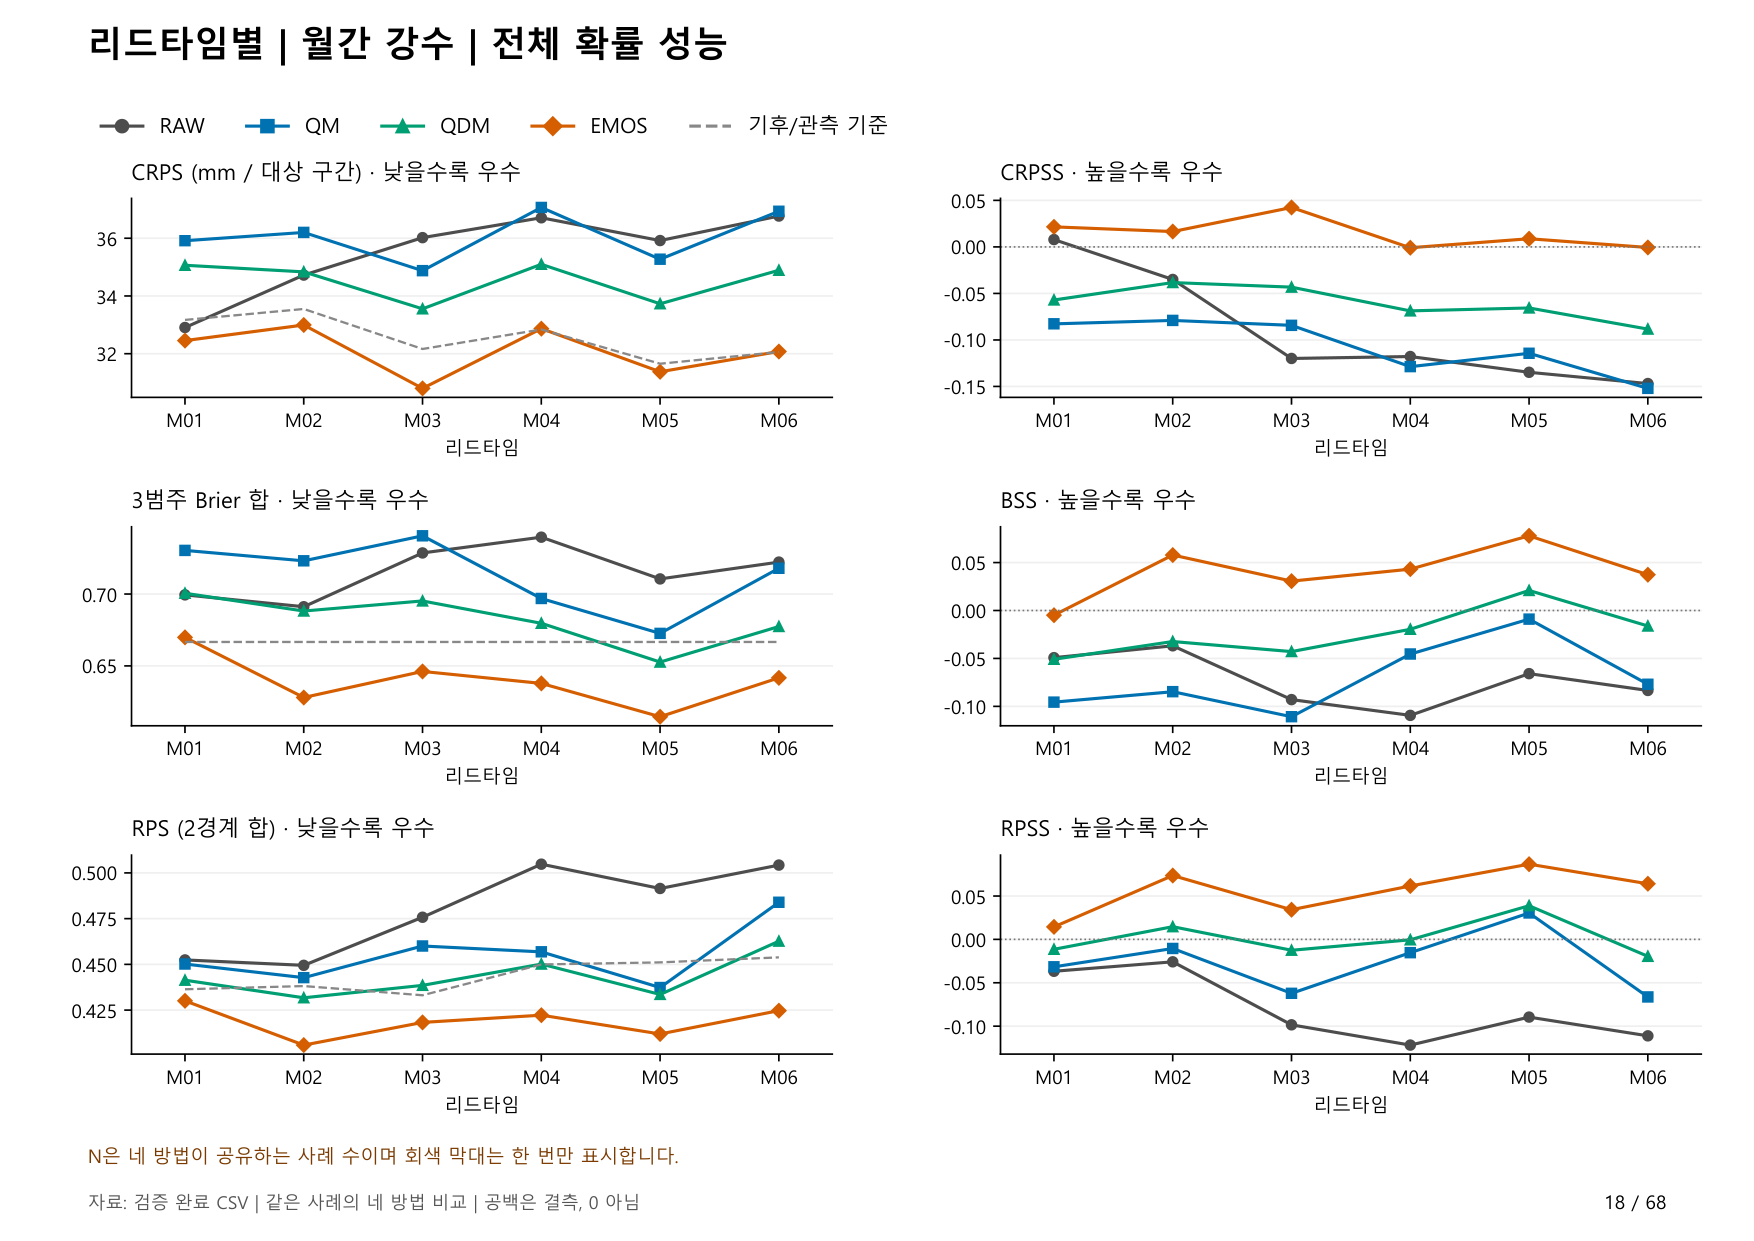 리드타임별 | 월간 강수 | 전체 확률 성능
RAW QM QDM EMOS 기후/관측 기준
CRPS (mm / 대상 구간) · 낮을수록 우수
36
34
32
M01 M02 M03 M04 M05 M06
리드타임
CRPSS · 높을수록 우수
0.05
0.00
-0.05
-0.10
-0.15
M01 M02 M03 M04 M05 M06
리드타임
3범주 Brier 합 · 낮을수록 우수
0.70
0.65
M01 M02 M03 M04 M05 M06
리드타임
BSS · 높을수록 우수
0.05
0.00
-0.05
-0.10
M01 M02 M03 M04 M05 M06
리드타임
RPS (2경계 합) · 낮을수록 우수
0.500
0.475
0.450
0.425
M01 M02 M03 M04 M05 M06
리드타임
RPSS · 높을수록 우수
0.05
0.00
-0.05
-0.10
M01 M02 M03 M04 M05 M06
리드타임
N은 네 방법이 공유하는 사례 수이며 회색 막대는 한 번만 표시합니다.
자료: 검증 완료 CSV | 같은 사례의 네 방법 비교 | 공백은 결측, 0 아님
18 / 68